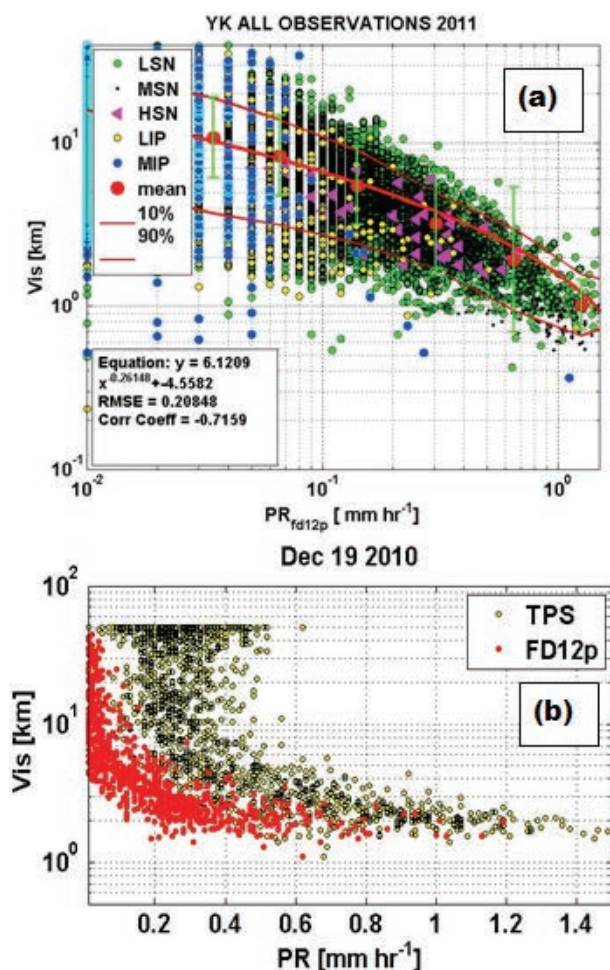 YK ALL OBSERVATIONS 2011
LSN
MSN
HSN
LIP
MIP
mean
10%
90%
(a)
Vis [km]
10^1
10^0
10^-1
Equation: y = 6.1209
x^-0.26148+-4.5582
RMSE = 0.20848
Corr Coeff = -0.7159
10^-2 10^-1 10^0
PR_fd12p [ mm hr^-1]
Dec 19 2010
TPS
FD12p
(b)
Vis [km]
10^2
10^1
10^0
0.2 0.4 0.6 0.8 1 1.2 1.4
PR [mm hr^-1]